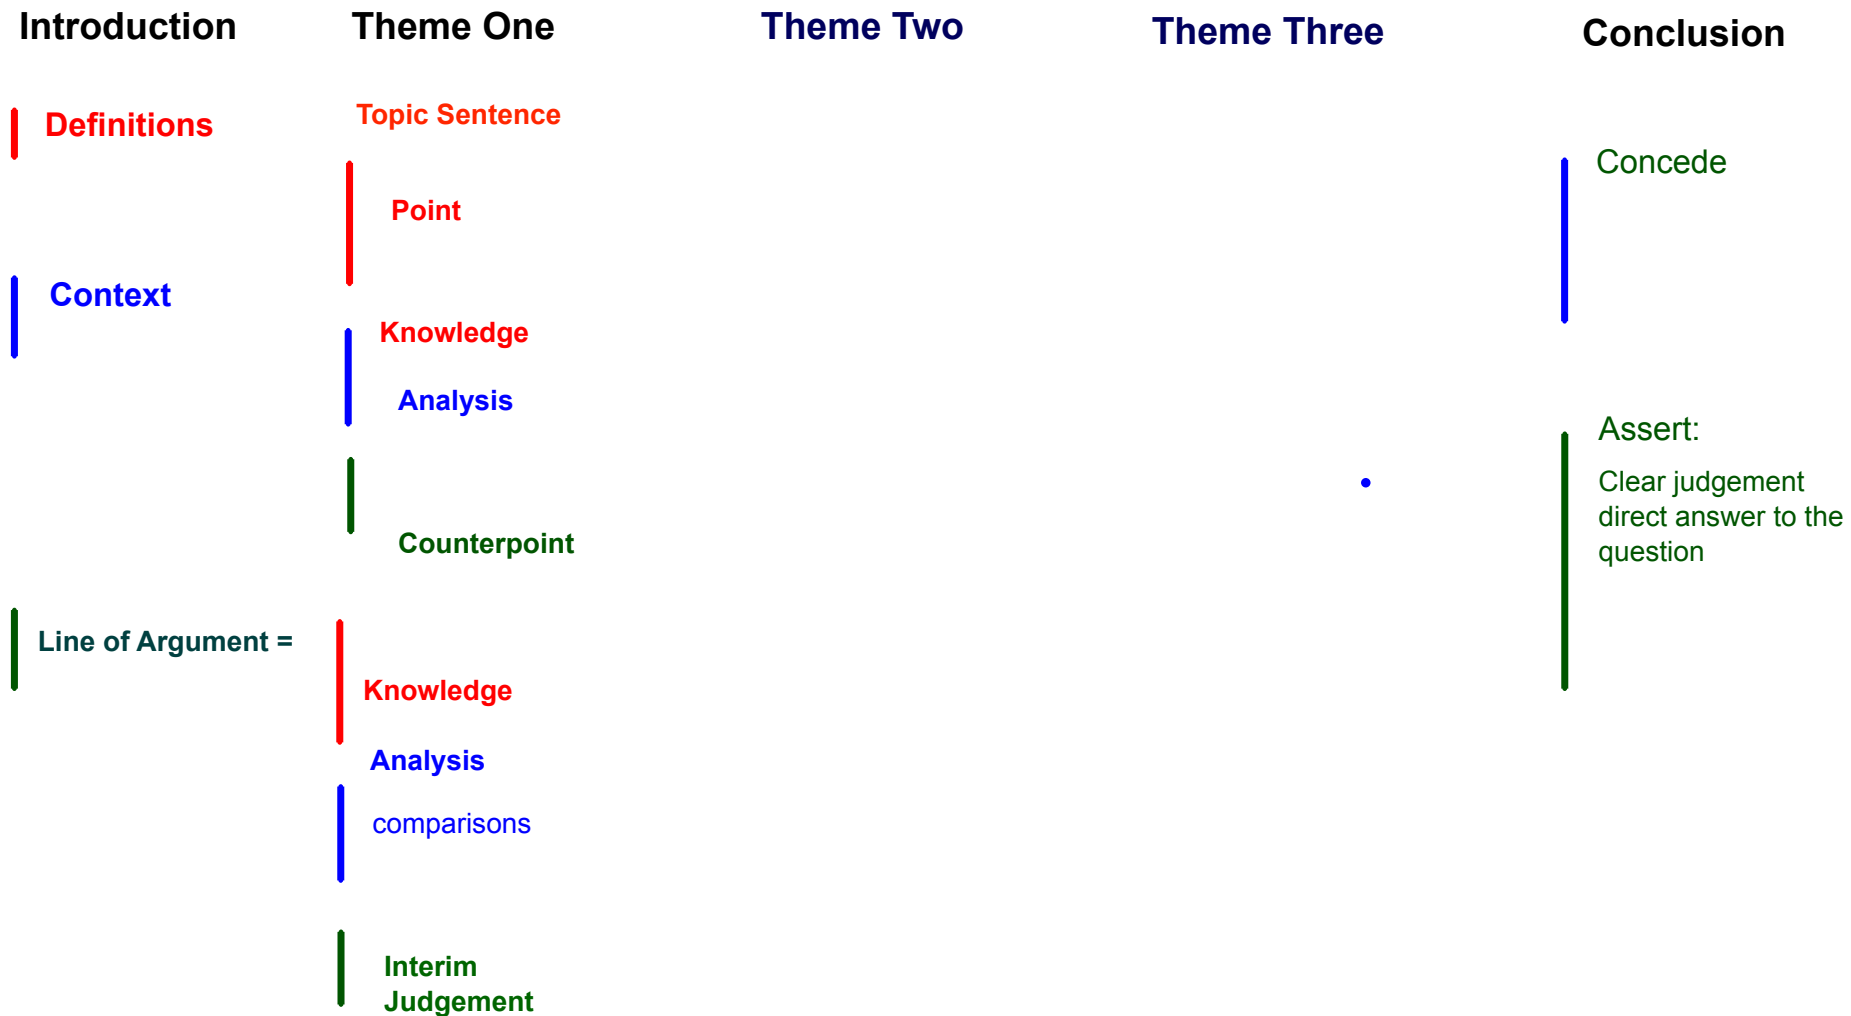 Introduction
Definitions
Context
Line of Argument =
Theme One
Topic Sentence
Point
Knowledge
Analysis
Counterpoint
Knowledge
Analysis
comparisons
Interim
Judgement
Theme Two
Theme Three
Conclusion
Concede
Assert:
Clear judgement
direct answer to the
question